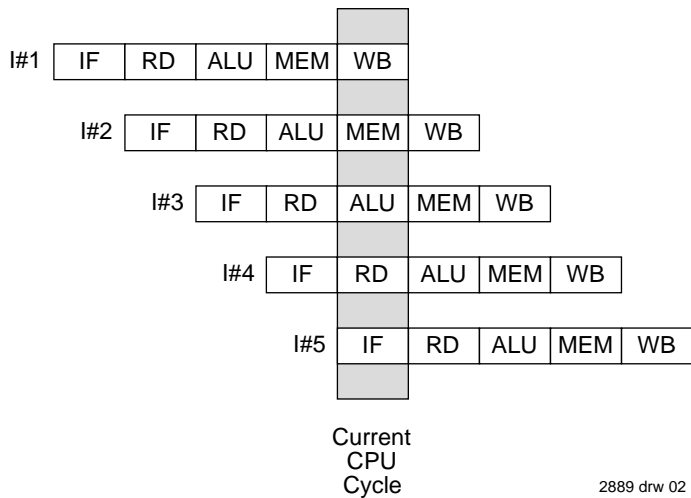 I#1 IF RD ALU MEM WB
I#2 IF RD ALU MEM WB
I#3 IF RD ALU MEM WB
I#4 IF RD ALU MEM WB
I#5 IF RD ALU MEM WB
Current
CPU
Cycle
2889 drw 02